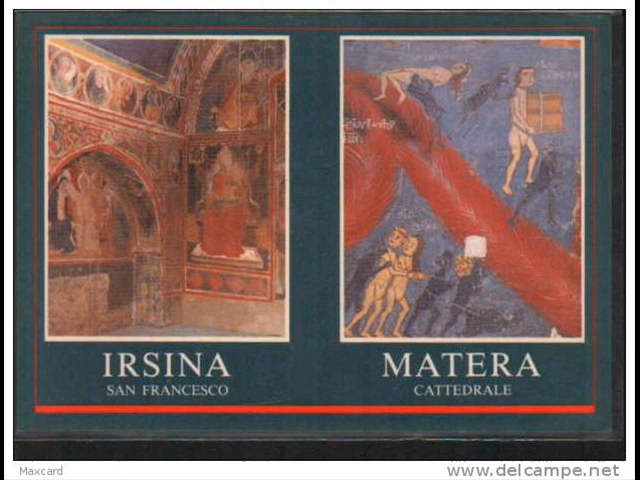 IRSINA
SAN FRANCESCO
MATERA
CATTEDRALE
Maxcard
www.delcampe.net